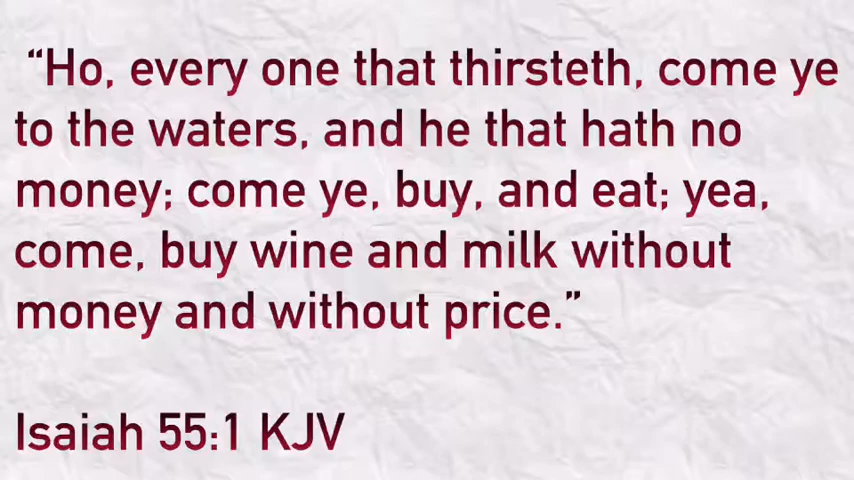 “Ho, every one that thirsteth, come ye
to the waters, and he that hath no
money; come ye, buy, and eat; yea,
come, buy wine and milk without
money and without price.”
Isaiah 55:1 KJV